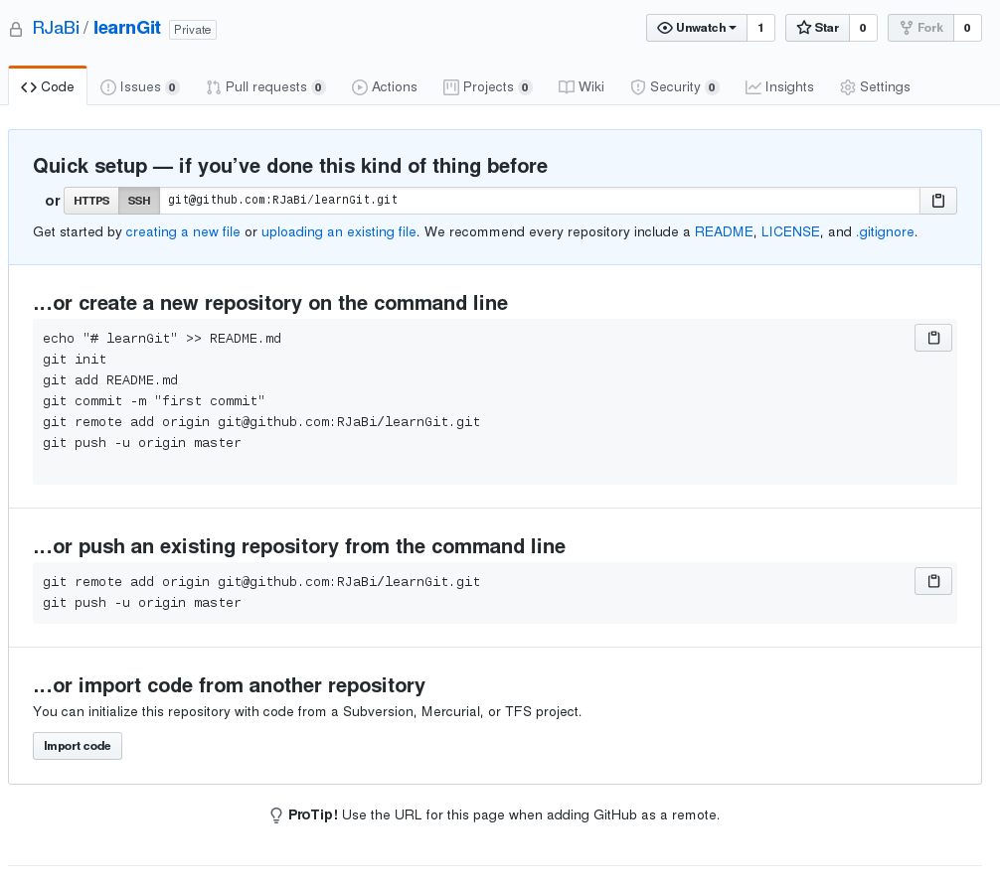 RJaBi / learnGit Private
Unwatch 1 Star 0 Fork 0
Code Issues 0 Pull requests 0 Actions Projects 0 Wiki Security 0 Insights Settings
Quick setup — if you’ve done this kind of thing before
or HTTPS SSH git@github.com:RJaBi/learnGit.git
Get started by creating a new file or uploading an existing file. We recommend every repository include a README, LICENSE, and .gitignore.
…or create a new repository on the command line
echo "# learnGit" >> README.md
git init
git add README.md
git commit -m "first commit"
git remote add origin git@github.com:RJaBi/learnGit.git
git push -u origin master
…or push an existing repository from the command line
git remote add origin git@github.com:RJaBi/learnGit.git
git push -u origin master
…or import code from another repository
You can initialize this repository with code from a Subversion, Mercurial, or TFS project.
Import code
ProTip! Use the URL for this page when adding GitHub as a remote.